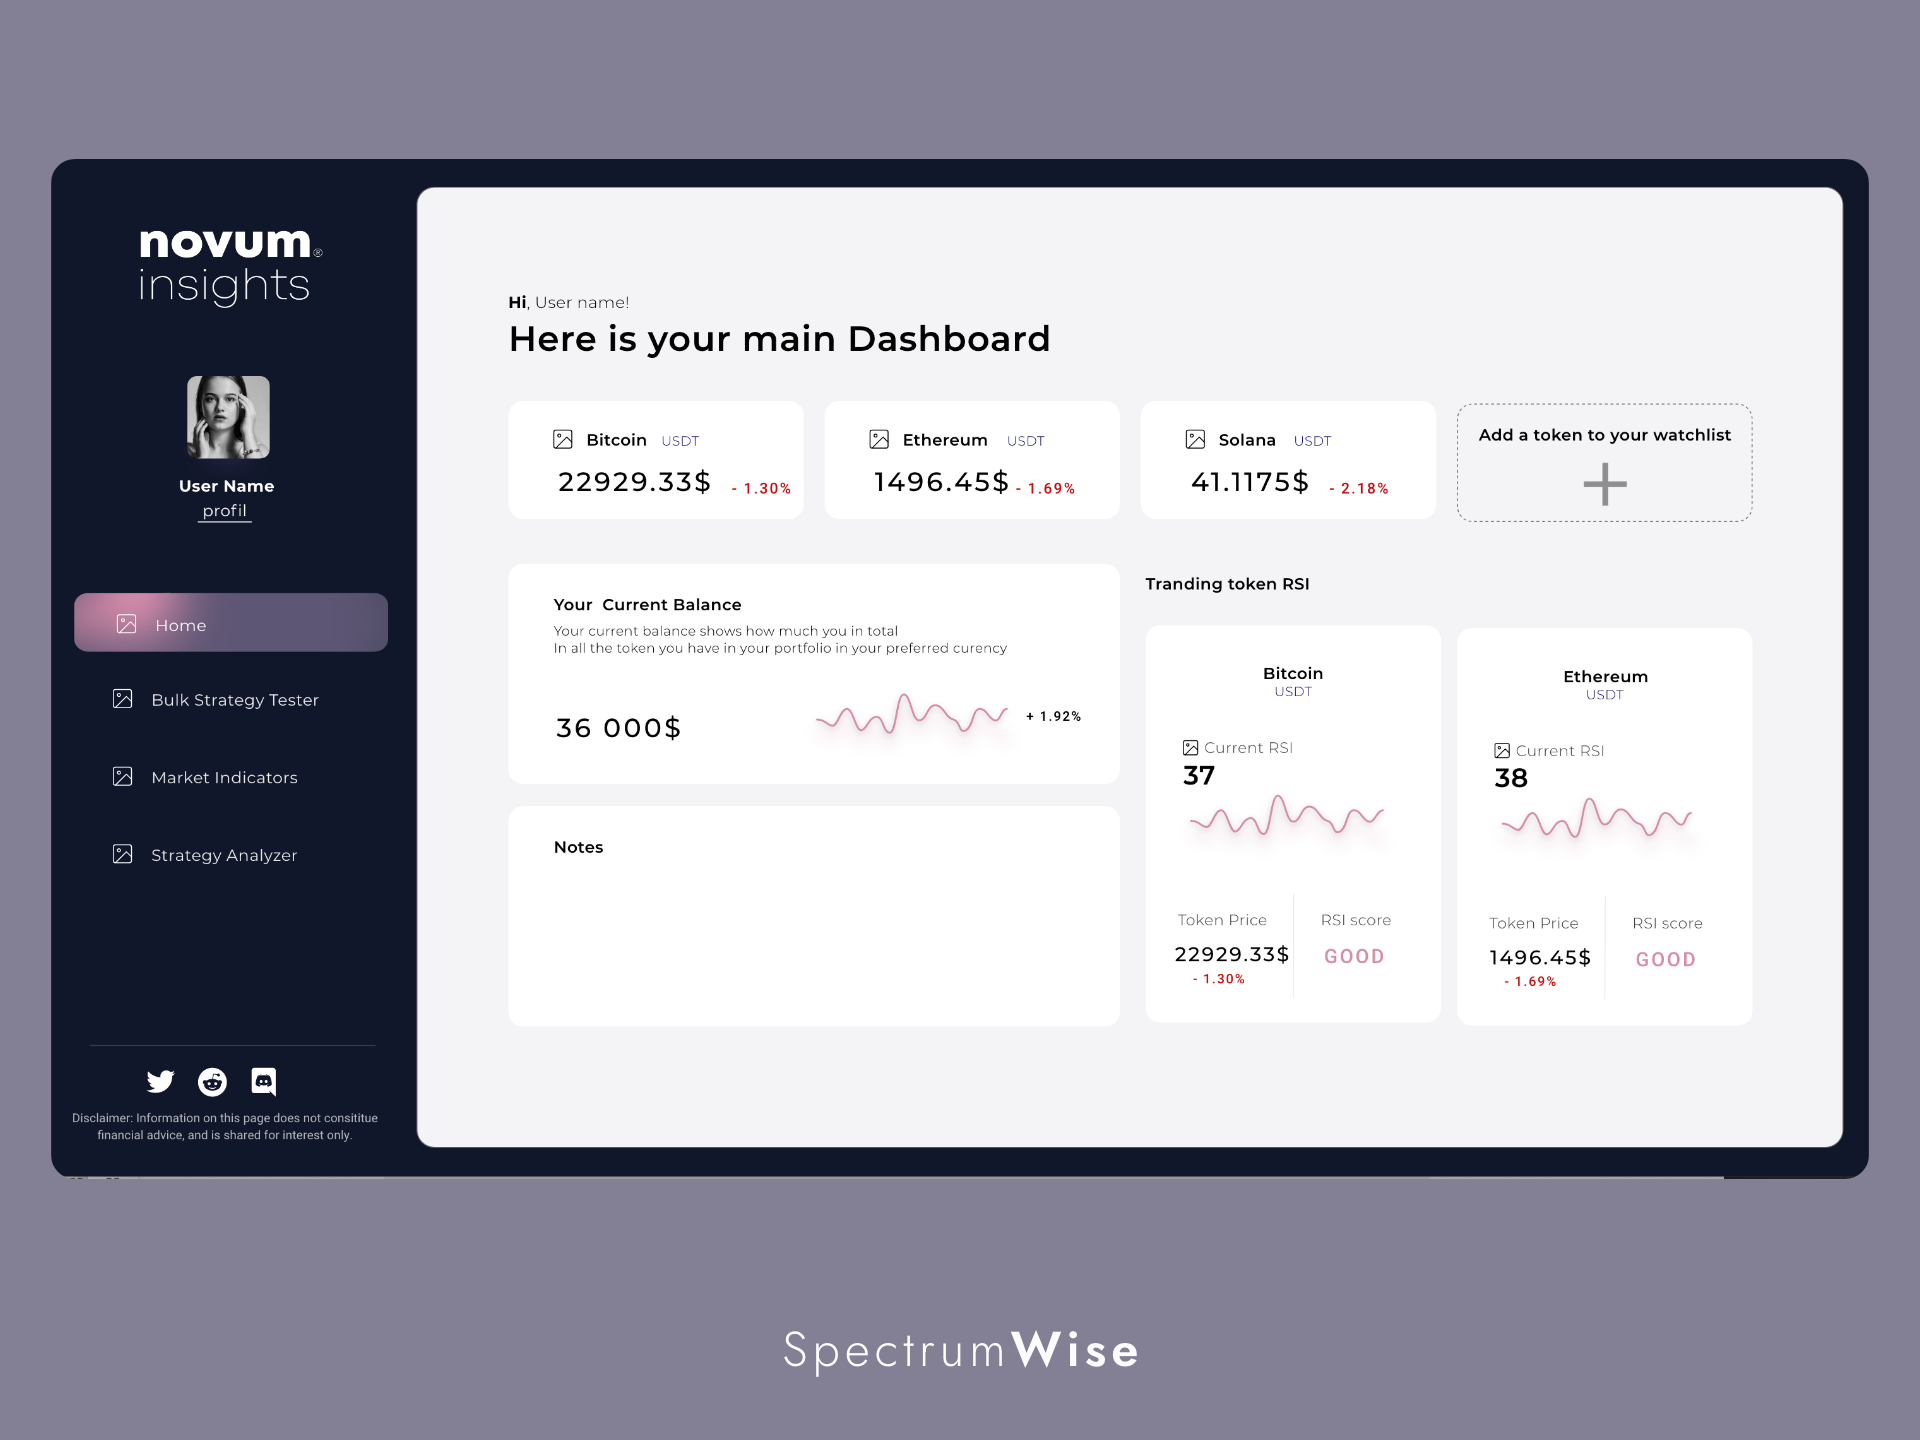 novum®
insights
User Name
profil
Home
Bulk Strategy Tester
Market Indicators
Strategy Analyzer
Disclaimer: Information on this page does not consititue
financial advice, and is shared for interest only.
Hi, User name!
Here is your main Dashboard
Bitcoin USDT
22929.33$ - 1.30%
Ethereum USDT
1496.45$ - 1.69%
Solana USDT
41.1175$ - 2.18%
Add a token to your watchlist
Your Current Balance
Your current balance shows how much you in total
In all the token you have in your portfolio in your preferred curency
36 000$
+ 1.92%
Notes
Tranding token RSI
Bitcoin
USDT
Current RSI
37
Token Price
22929.33$
- 1.30%
RSI score
GOOD
Ethereum
USDT
Current RSI
38
Token Price
1496.45$
- 1.69%
RSI score
GOOD
SpectrumWise